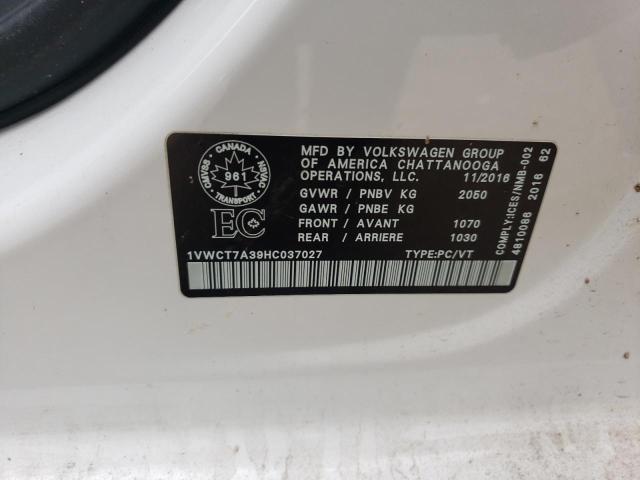 CANADA
CMVSS NSVAC
961
TRANSPORT
EC
MFD BY VOLKSWAGEN GROUP
OF AMERICA CHATTANOOGA
OPERATIONS, LLC. 11/2016
GVWR / PNBV KG 2050
GAWR / PNBE KG
FRONT / AVANT 1070
REAR / ARRIERE 1030
1VWCT7A39HC037027 TYPE:PC/VT
COMPLY:ICES/NMB-002
4810086 2016 62